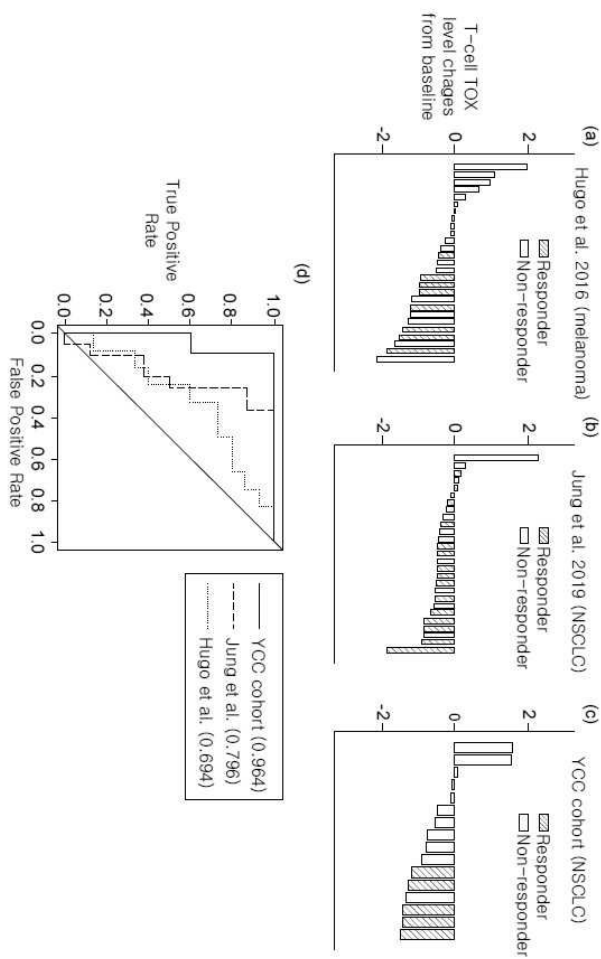 (a)
Hugo et al. 2016 (melanoma)
T-cell TOX
level chages
from baseline
2
0
-2
Responder
Non-responder
(b)
Jung et al. 2019 (NSCLC)
2
0
-2
Responder
Non-responder
(c)
YCC cohort (NSCLC)
2
0
-2
Responder
Non-responder
(d)
True Positive
Rate
1.0
0.8
0.6
0.4
0.2
0.0
0.0
0.2
0.4
0.6
0.8
1.0
False Positive Rate
YCC cohort (0.964)
Jung et al. (0.796)
Hugo et al. (0.694)